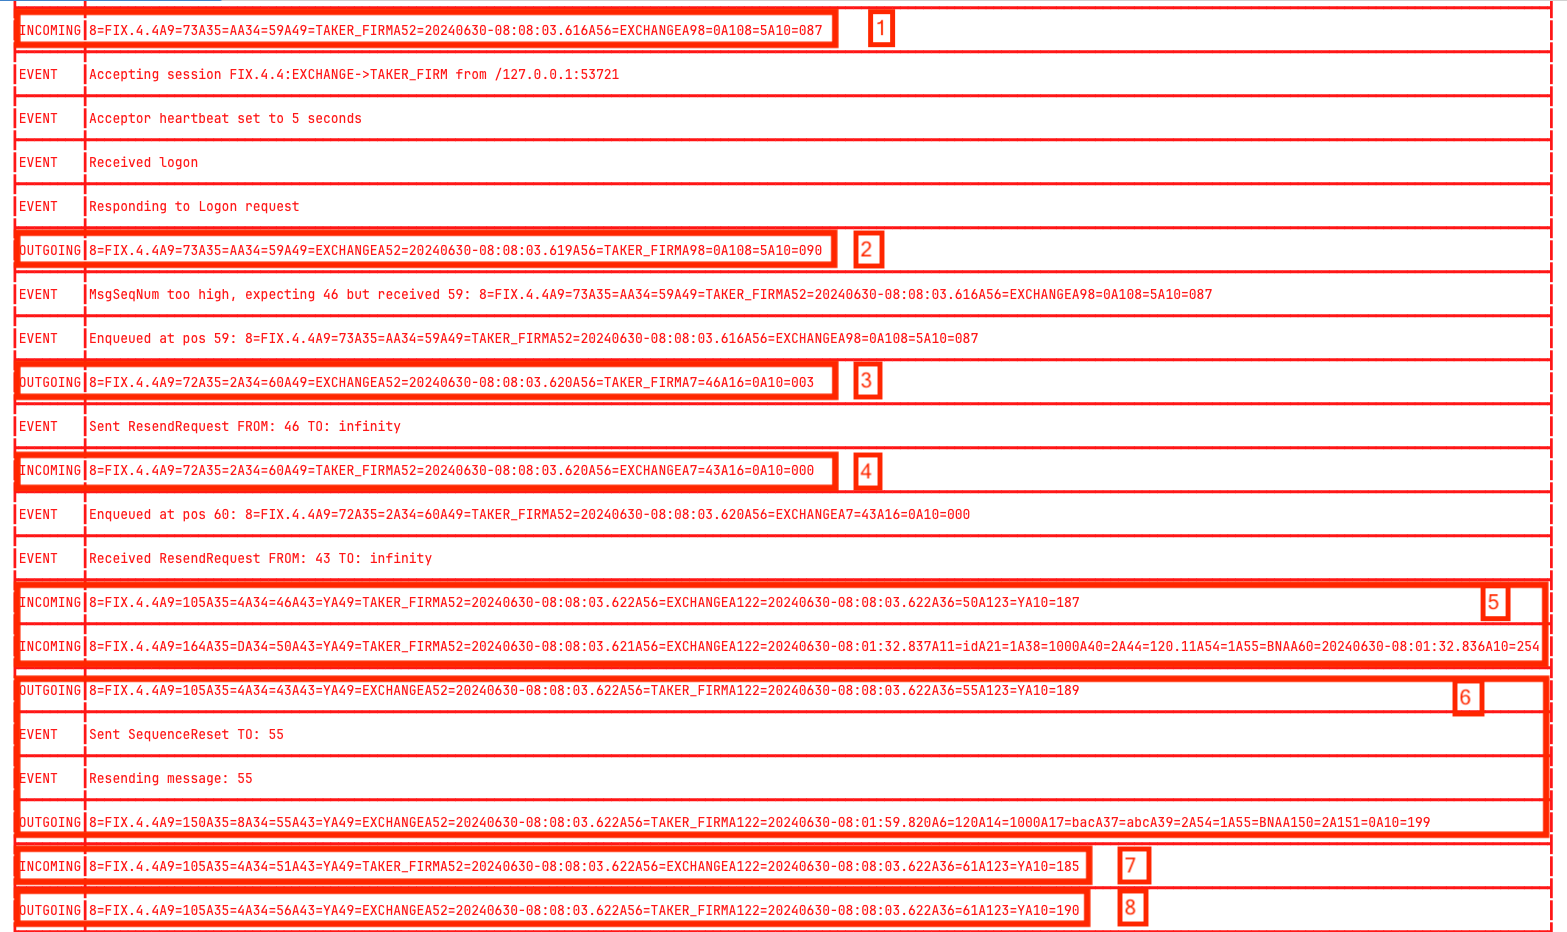 INCOMING 8=FIX.4.4A9=73A35=AA34=59A49=TAKER_FIRMA52=20240630-08:08:03.616A56=EXCHANGEA98=0A108=5A10=087 1
EVENT Accepting session FIX.4.4:EXCHANGE->TAKER_FIRM from /127.0.0.1:53721
EVENT Acceptor heartbeat set to 5 seconds
EVENT Received logon
EVENT Responding to Logon request
OUTGOING 8=FIX.4.4A9=73A35=AA34=59A49=EXCHANGEA52=20240630-08:08:03.619A56=TAKER_FIRMA98=0A108=5A10=090 2
EVENT MsgSeqNum too high, expecting 46 but received 59: 8=FIX.4.4A9=73A35=AA34=59A49=TAKER_FIRMA52=20240630-08:08:03.616A56=EXCHANGEA98=0A108=5A10=087
EVENT Enqueued at pos 59: 8=FIX.4.4A9=73A35=AA34=59A49=TAKER_FIRMA52=20240630-08:08:03.616A56=EXCHANGEA98=0A108=5A10=087
OUTGOING 8=FIX.4.4A9=72A35=2A34=60A49=EXCHANGEA52=20240630-08:08:03.620A56=TAKER_FIRMA7=46A16=0A10=003 3
EVENT Sent ResendRequest FROM: 46 TO: infinity
INCOMING 8=FIX.4.4A9=72A35=2A34=60A49=TAKER_FIRMA52=20240630-08:08:03.620A56=EXCHANGEA7=43A16=0A10=000 4
EVENT Enqueued at pos 60: 8=FIX.4.4A9=72A35=2A34=60A49=TAKER_FIRMA52=20240630-08:08:03.620A56=EXCHANGEA7=43A16=0A10=000
EVENT Received ResendRequest FROM: 43 TO: infinity
INCOMING 8=FIX.4.4A9=105A35=4A34=46A43=YA49=TAKER_FIRMA52=20240630-08:08:03.622A56=EXCHANGEA122=20240630-08:08:03.622A36=50A123=YA10=187 5
INCOMING 8=FIX.4.4A9=164A35=DA34=50A43=YA49=TAKER_FIRMA52=20240630-08:08:03.621A56=EXCHANGEA122=20240630-08:01:32.837A11=idA21=1A38=1000A40=2A44=120.11A54=1A55=BNAA60=20240630-08:01:32.836A10=254
OUTGOING 8=FIX.4.4A9=105A35=4A34=43A43=YA49=EXCHANGEA52=20240630-08:08:03.622A56=TAKER_FIRMA122=20240630-08:08:03.622A36=55A123=YA10=189 6
EVENT Sent SequenceReset TO: 55
EVENT Resending message: 55
OUTGOING 8=FIX.4.4A9=150A35=8A34=55A43=YA49=EXCHANGEA52=20240630-08:08:03.622A56=TAKER_FIRMA122=20240630-08:01:59.820A6=120A14=1000A17=bacA37=abcA39=2A54=1A55=BNAA150=2A151=0A10=199
INCOMING 8=FIX.4.4A9=105A35=4A34=51A43=YA49=TAKER_FIRMA52=20240630-08:08:03.622A56=EXCHANGEA122=20240630-08:08:03.622A36=61A123=YA10=185 7
OUTGOING 8=FIX.4.4A9=105A35=4A34=56A43=YA49=EXCHANGEA52=20240630-08:08:03.622A56=TAKER_FIRMA122=20240630-08:08:03.622A36=61A123=YA10=190 8